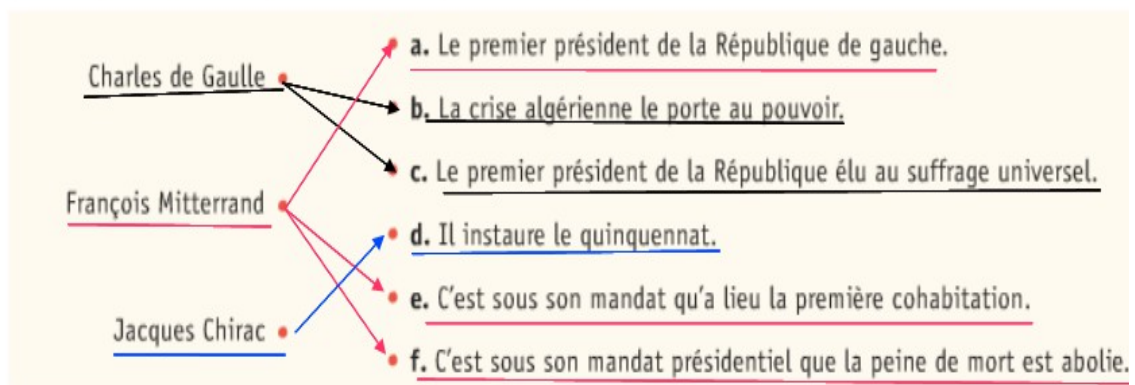 Charles de Gaulle
François Mitterrand
Jacques Chirac
a. Le premier président de la République de gauche.
b. La crise algérienne le porte au pouvoir.
c. Le premier président de la République élu au suffrage universel.
d. Il instaure le quinquennat.
e. C'est sous son mandat qu'a lieu la première cohabitation.
f. C'est sous son mandat présidentiel que la peine de mort est abolie.